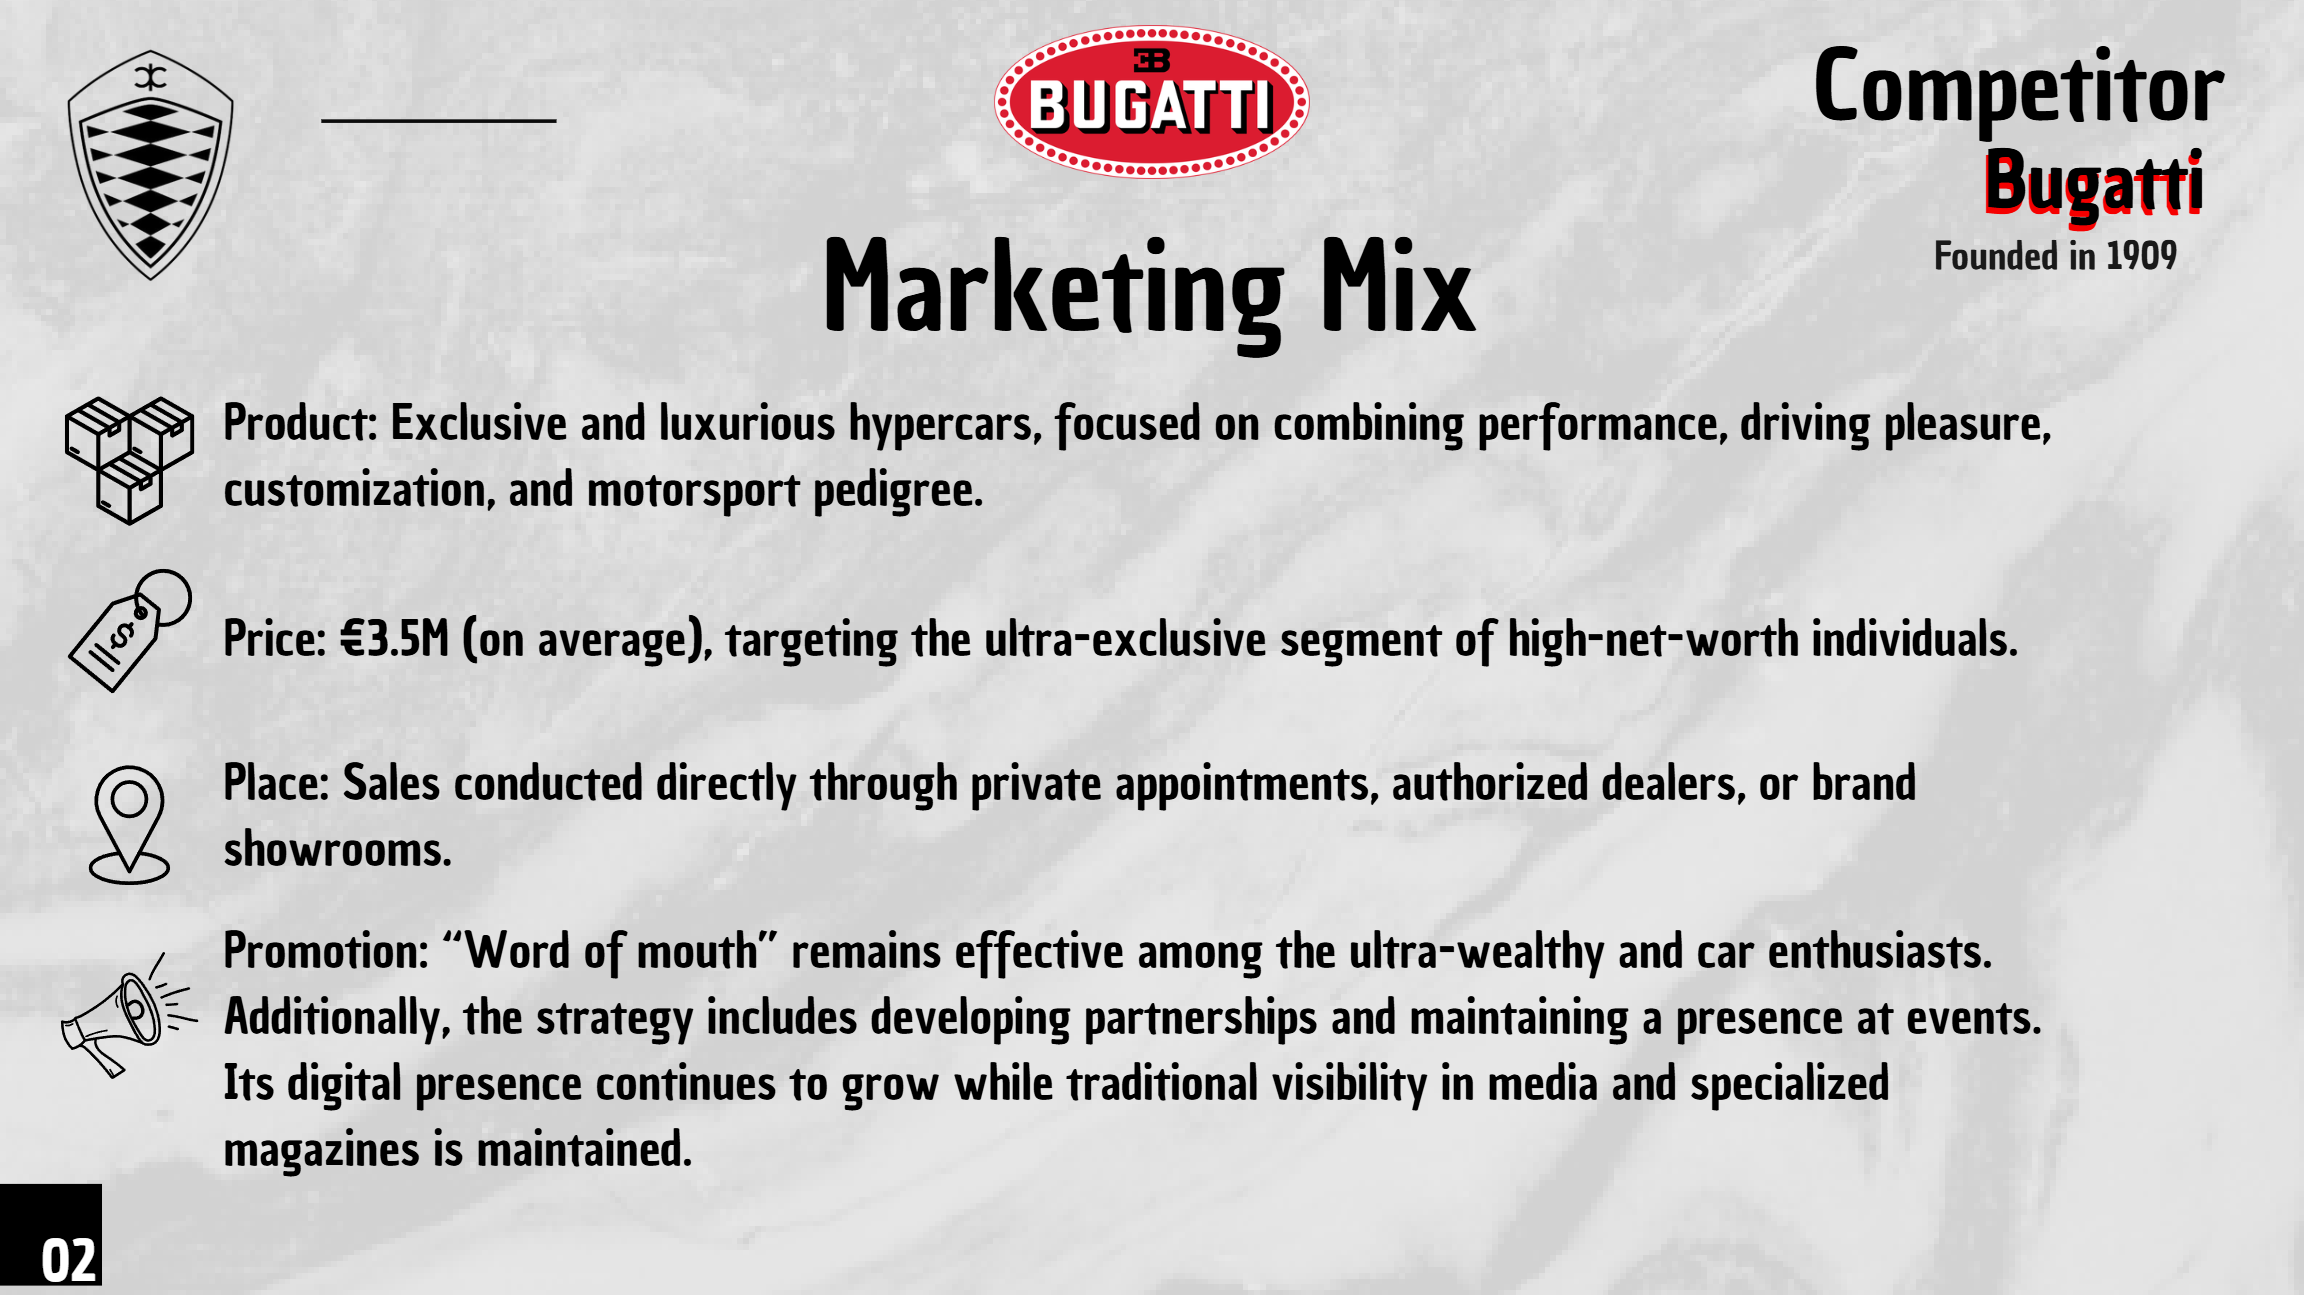 EB
BUGATTI
Competitor
Bugatti
Founded in 1909
Marketing Mix
Product: Exclusive and luxurious hypercars, focused on combining performance, driving pleasure,
customization, and motorsport pedigree.
$
Price: €3.5M (on average), targeting the ultra-exclusive segment of high-net-worth individuals.
Place: Sales conducted directly through private appointments, authorized dealers, or brand
showrooms.
Promotion: “Word of mouth” remains effective among the ultra-wealthy and car enthusiasts.
Additionally, the strategy includes developing partnerships and maintaining a presence at events.
Its digital presence continues to grow while traditional visibility in media and specialized
magazines is maintained.
02